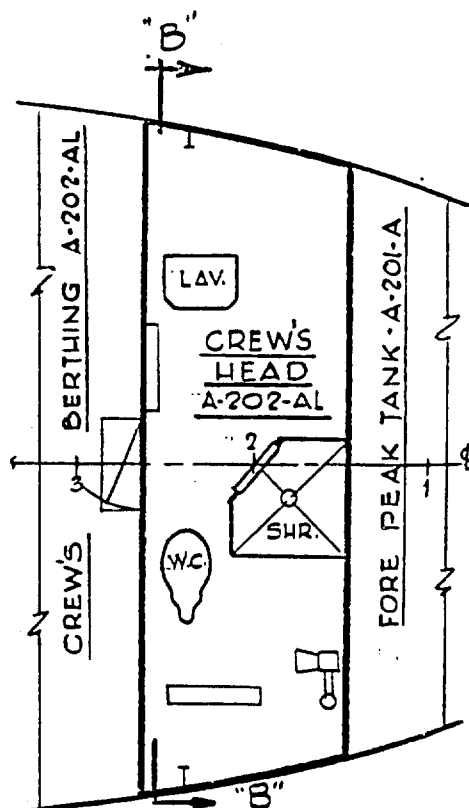 "B"
CREW'S BERTHING A-202-AL
LAV.
CREW'S
HEAD
A-202-AL
FORE PEAK TANK-A-201-A
3
2
1
SHR.
W.C.
"B"